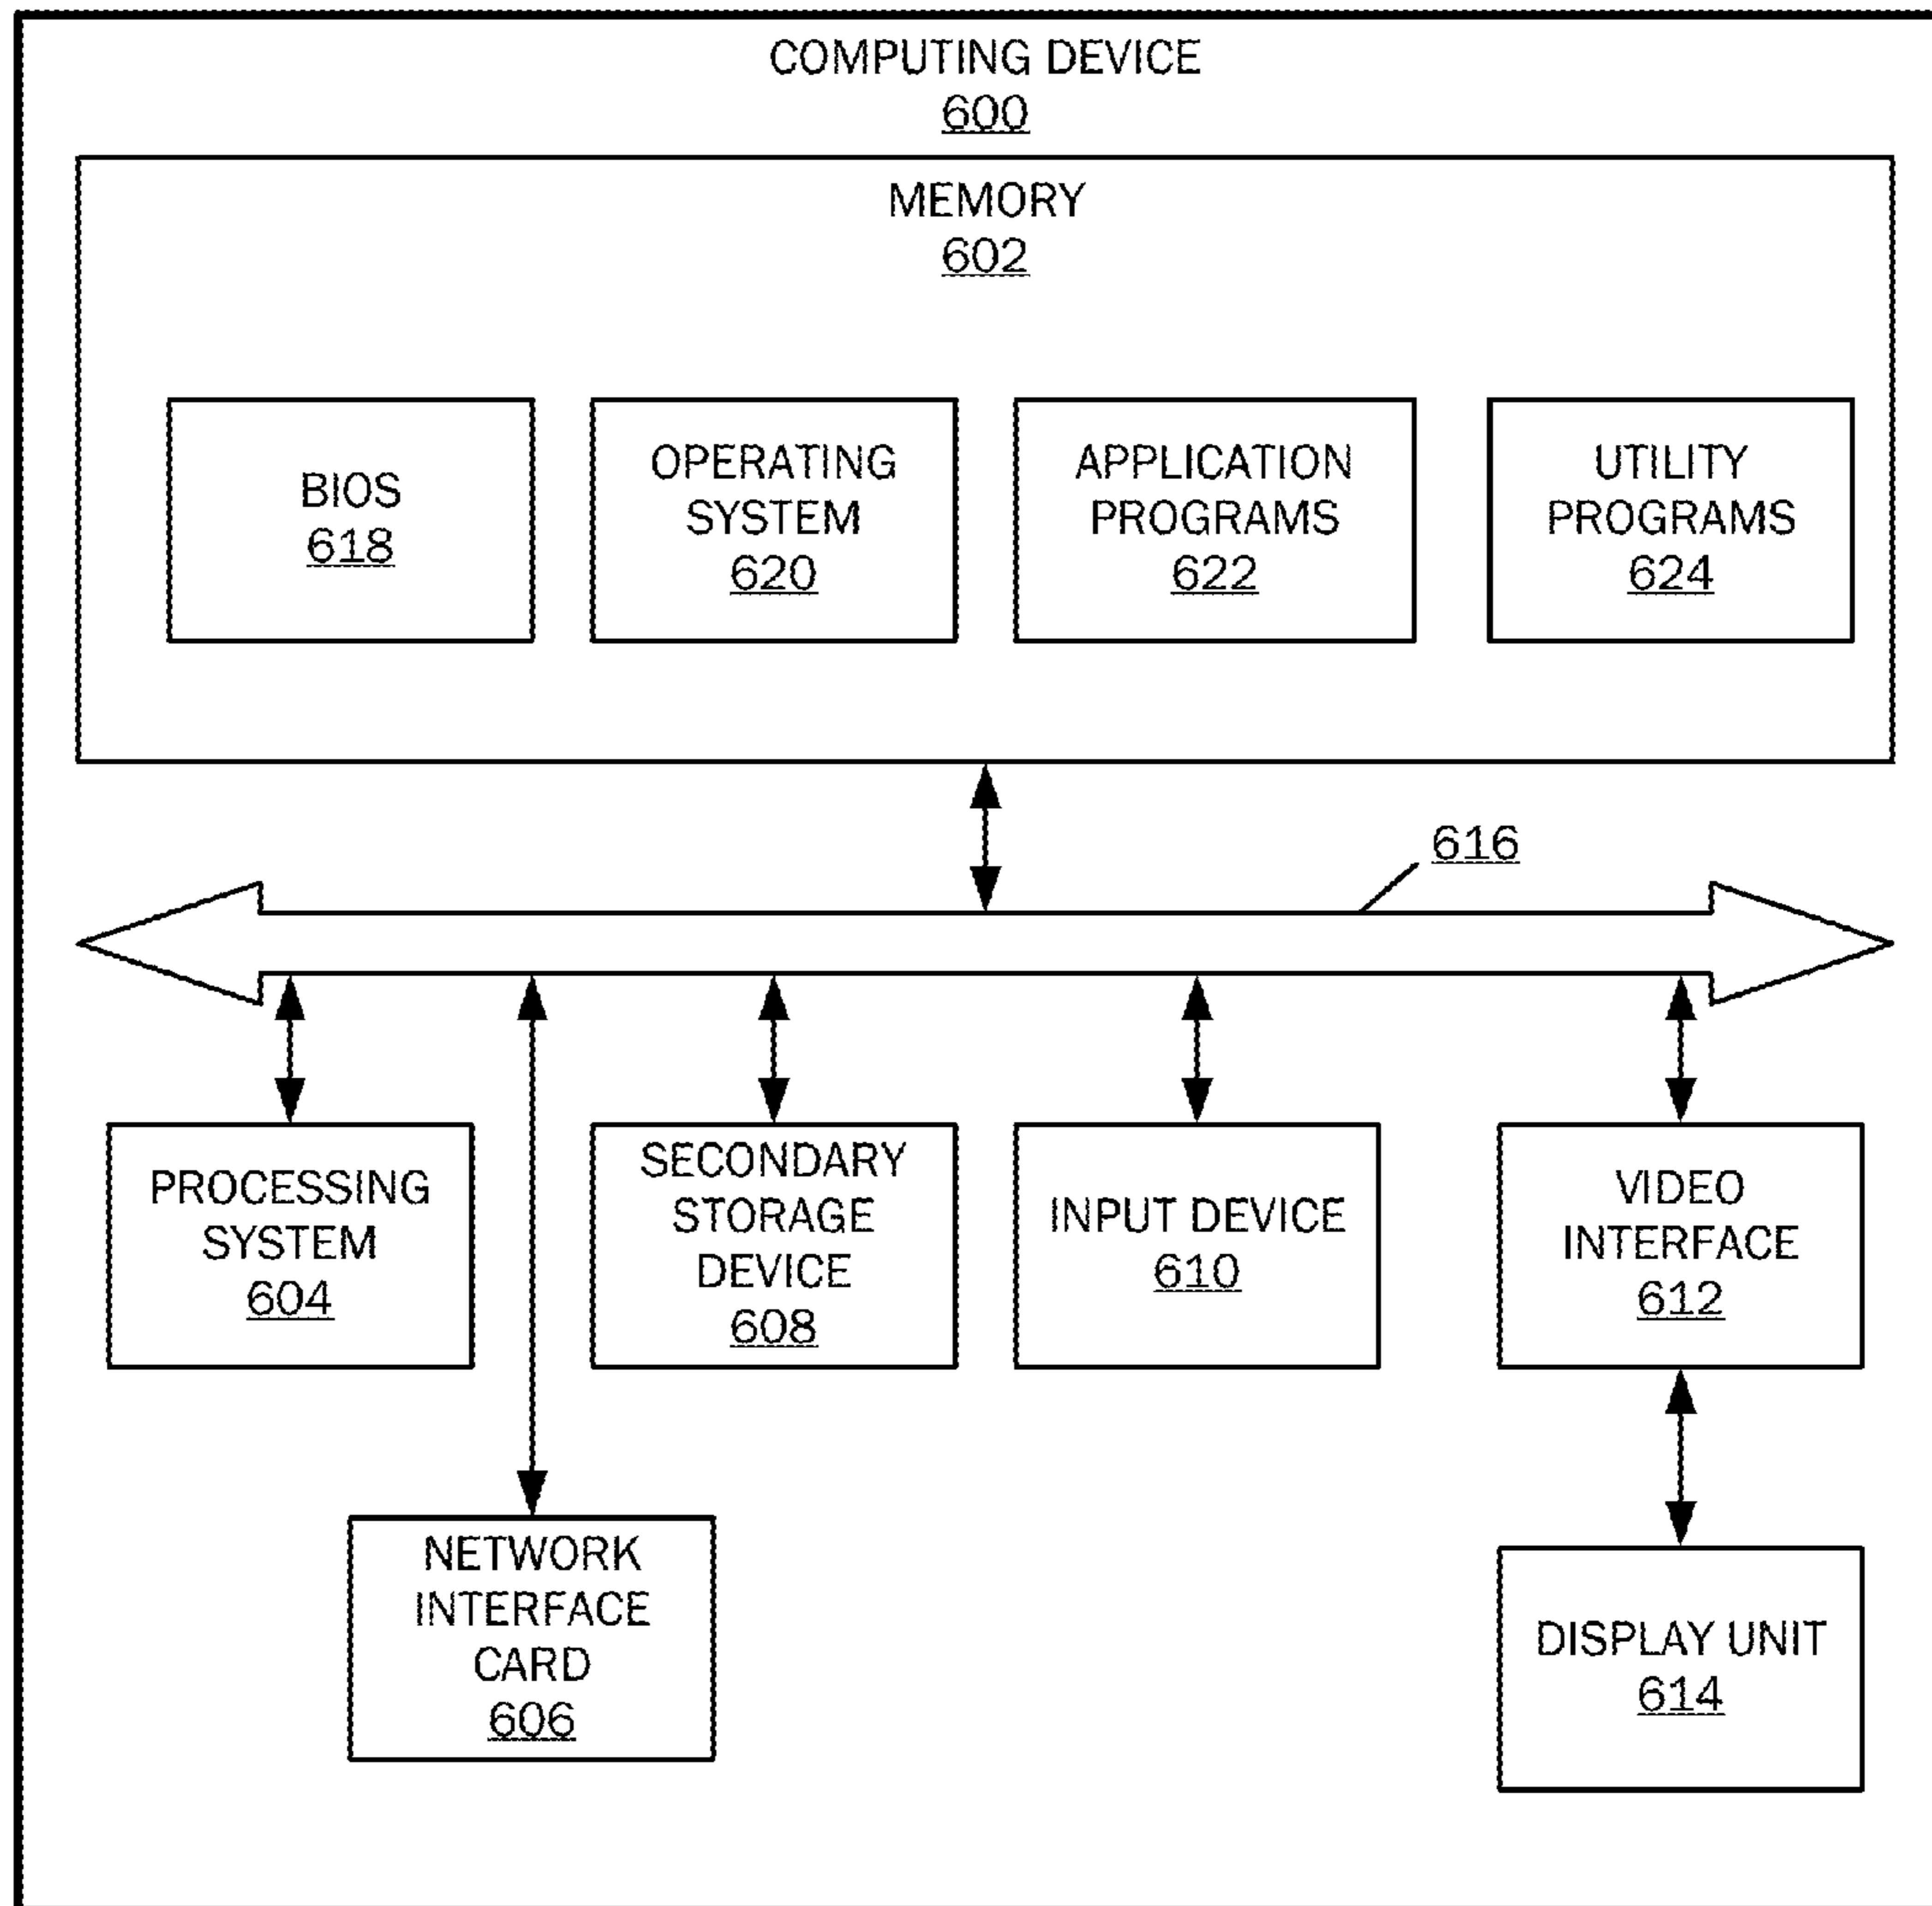 COMPUTING DEVICE
600
MEMORY
602
BIOS
618
OPERATING
SYSTEM
620
APPLICATION
PROGRAMS
622
UTILITY
PROGRAMS
624
616
PROCESSING
SYSTEM
604
SECONDARY
STORAGE
DEVICE
608
INPUT DEVICE
610
VIDEO
INTERFACE
612
NETWORK
INTERFACE
CARD
606
DISPLAY UNIT
614